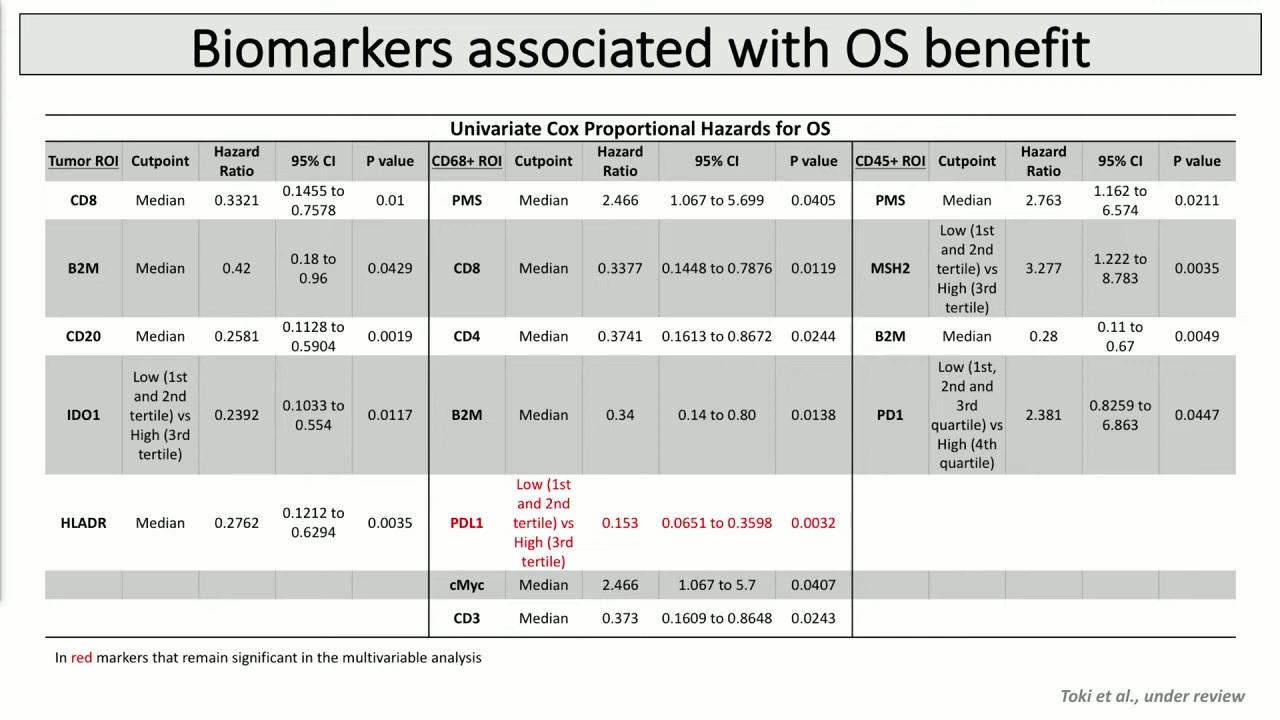 Biomarkers associated with OS benefit
Univariate Cox Proportional Hazards for OS
Tumor ROI Cutpoint Hazard Ratio 95% CI P value CD68+ ROI Cutpoint Hazard Ratio 95% CI P value CD45+ ROI Cutpoint Hazard Ratio 95% CI P value
CD8 Median 0.3321 0.1455 to 0.7578 0.01 PMS Median 2.466 1.067 to 5.699 0.0405 PMS Median 2.763 1.162 to 6.574 0.0211
B2M Median 0.42 0.18 to 0.96 0.0429 CD8 Median 0.3377 0.1448 to 0.7876 0.0119 MSH2 Low (1st and 2nd tertile) vs High (3rd tertile) 3.277 1.222 to 8.783 0.0035
CD20 Median 0.2581 0.1128 to 0.5904 0.0019 CD4 Median 0.3741 0.1613 to 0.8672 0.0244 B2M Median 0.28 0.11 to 0.67 0.0049
IDO1 Low (1st and 2nd tertile) vs High (3rd tertile) 0.2392 0.1033 to 0.554 0.0117 B2M Median 0.34 0.14 to 0.80 0.0138 PD1 Low (1st, 2nd and 3rd quartile) vs High (4th quartile) 2.381 0.8259 to 6.863 0.0447
HLADR Median 0.2762 0.1212 to 0.6294 0.0035 PDL1 Low (1st and 2nd tertile) vs High (3rd tertile) 0.153 0.0651 to 0.3598 0.0032
cMyc Median 2.466 1.067 to 5.7 0.0407
CD3 Median 0.373 0.1609 to 0.8648 0.0243
In red markers that remain significant in the multivariable analysis
Toki et al., under review